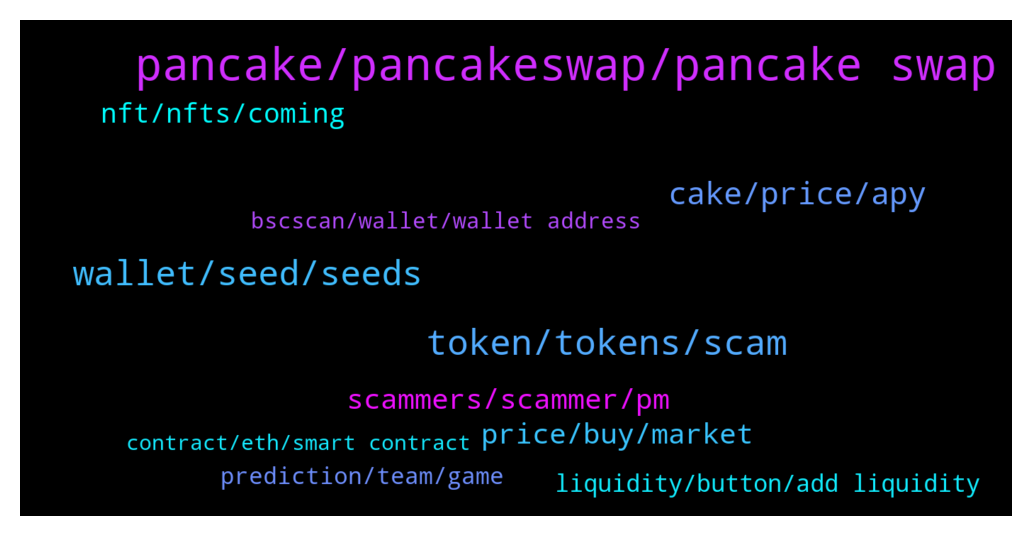 pancake/pancakeswap/pancake swap
nft/nfts/coming
cake/price/apy
bscscan/wallet/wallet address
wallet/seed/seeds
token/tokens/scam
scammers/scammer/pm
price/buy/market
contract/eth/smart contract
prediction/team/game
liquidity/button/add liquidity